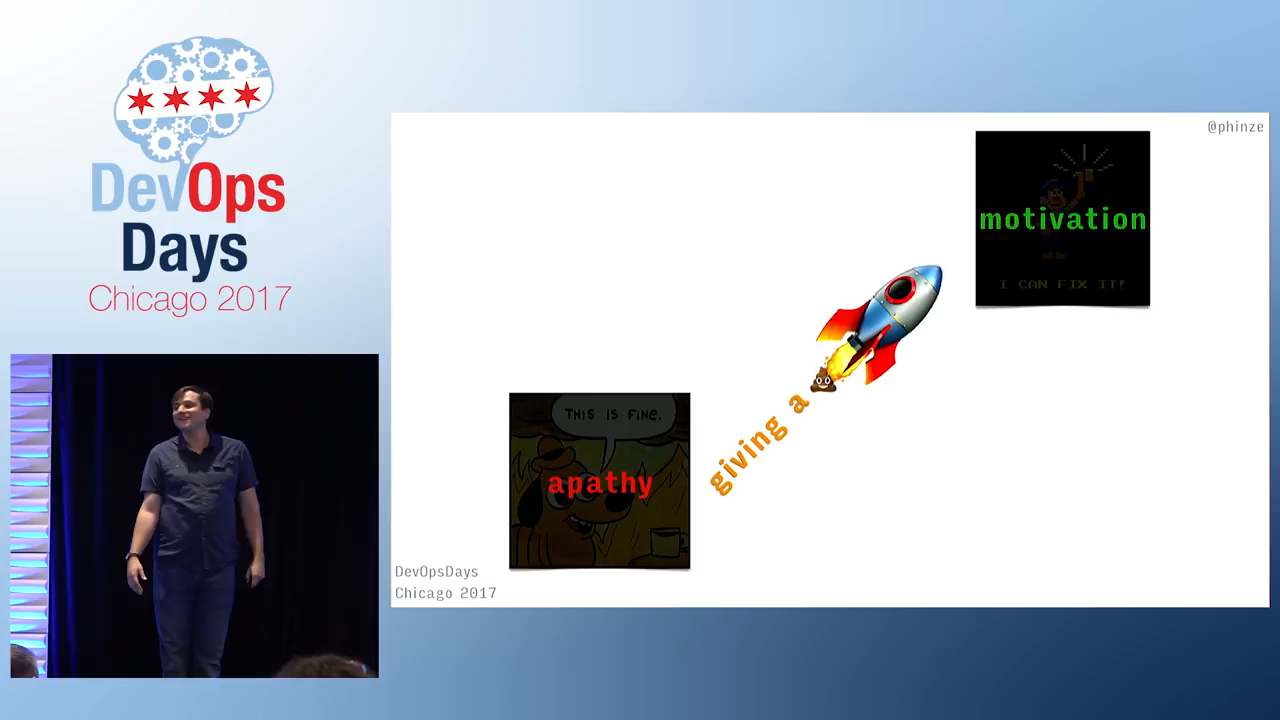 DevOps
Days
Chicago 2017
@phinze
motivation
I CAN FIX IT!
giving a
THIS IS FINE.
apathy
DevOpsDays
Chicago 2017